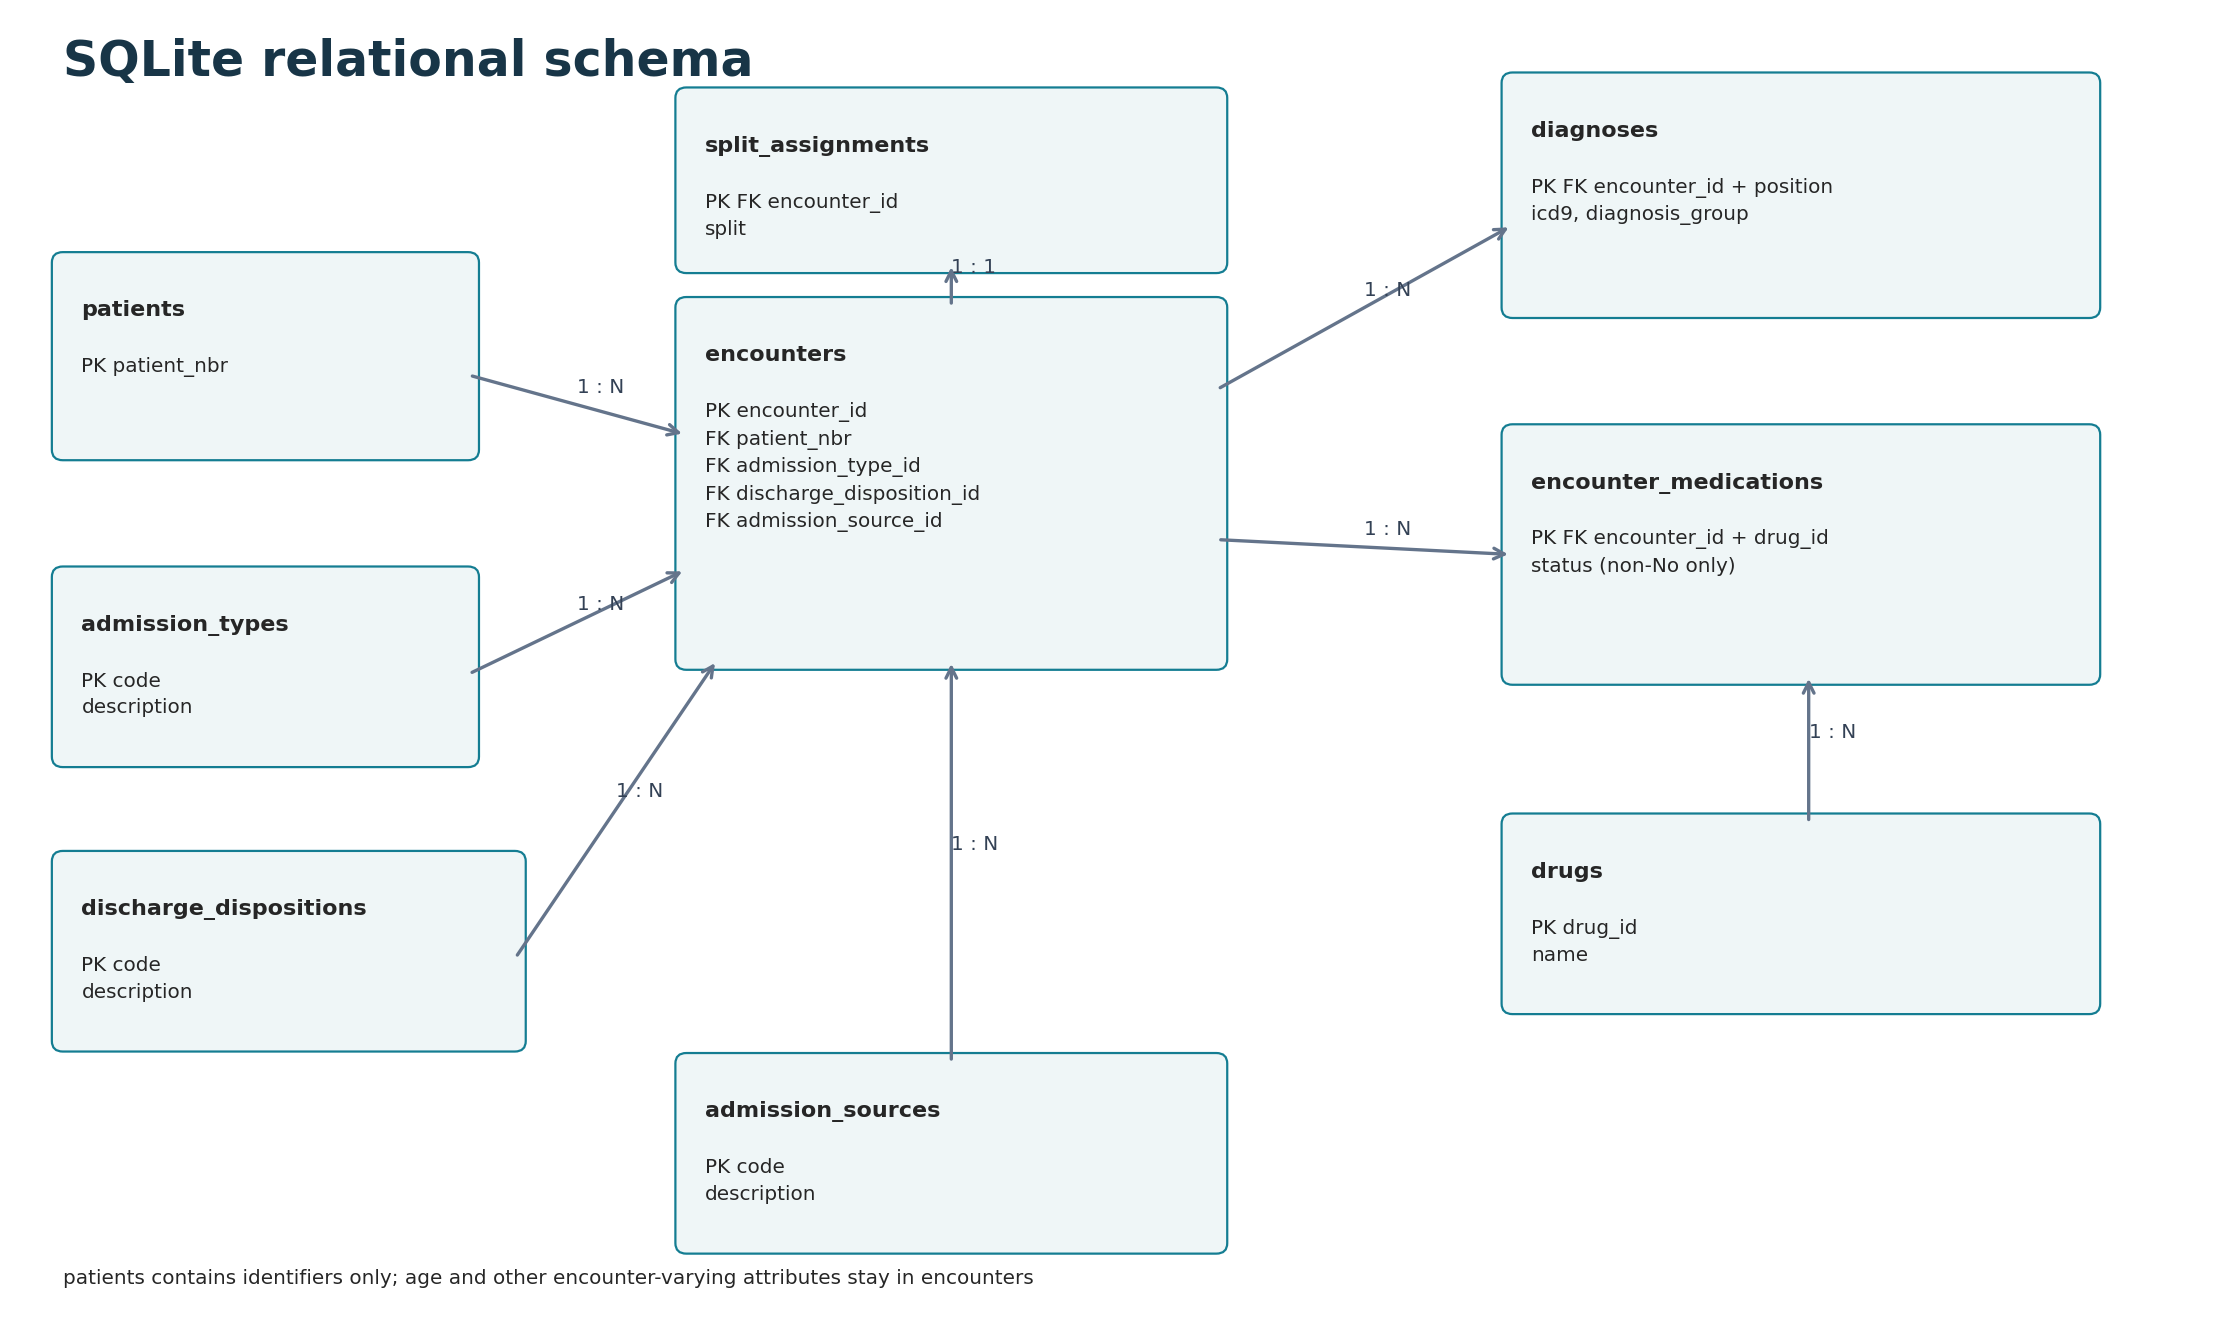 SQLite relational schema
split_assignments
PK FK encounter_id
split
1 : 1
diagnoses
PK FK encounter_id + position
icd9, diagnosis_group
patients
PK patient_nbr
1 : N
encounters
PK encounter_id
FK patient_nbr
FK admission_type_id
FK discharge_disposition_id
FK admission_source_id
1 : N
encounter_medications
PK FK encounter_id + drug_id
status (non-No only)
1 : N
admission_types
PK code
description
1 : N
1 : N
discharge_dispositions
PK code
description
1 : N
1 : N
drugs
PK drug_id
name
admission_sources
PK code
description
patients contains identifiers only; age and other encounter-varying attributes stay in encounters